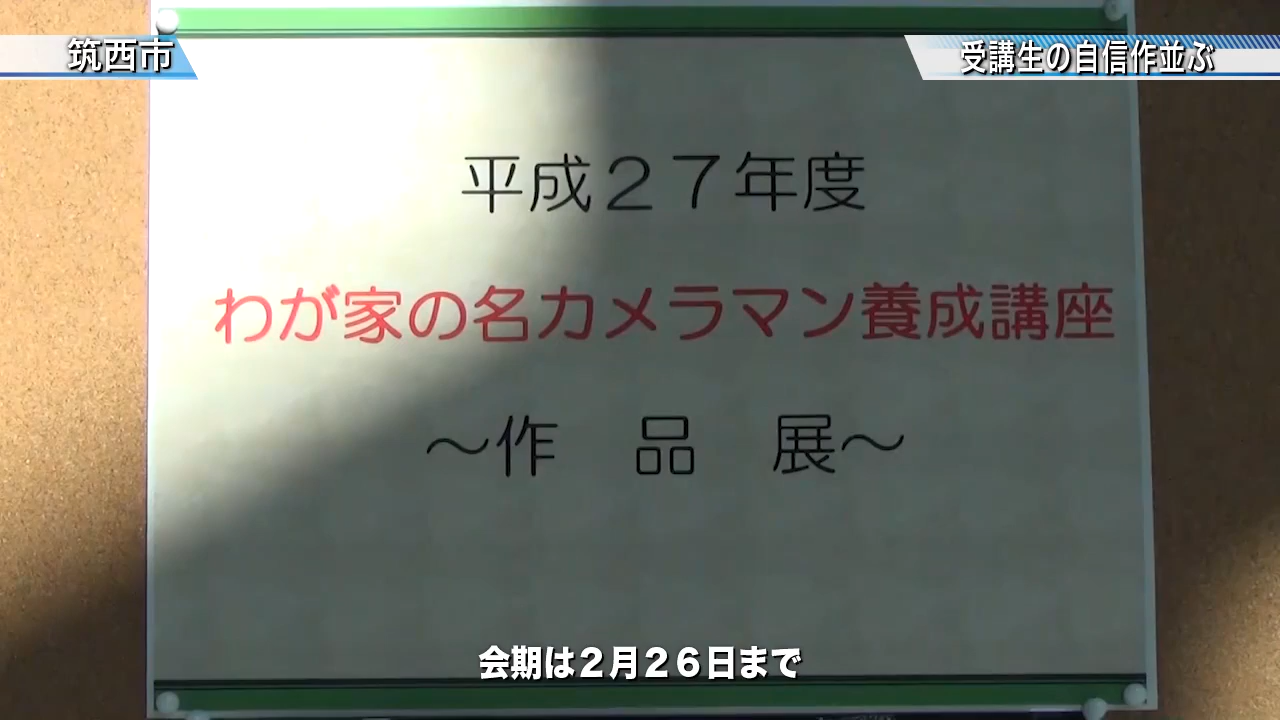 筑西市
受講生の自信作並ぶ
平成２７年度
わが家の名カメラマン養成講座
～作　品　展～
会期は２月２６日まで